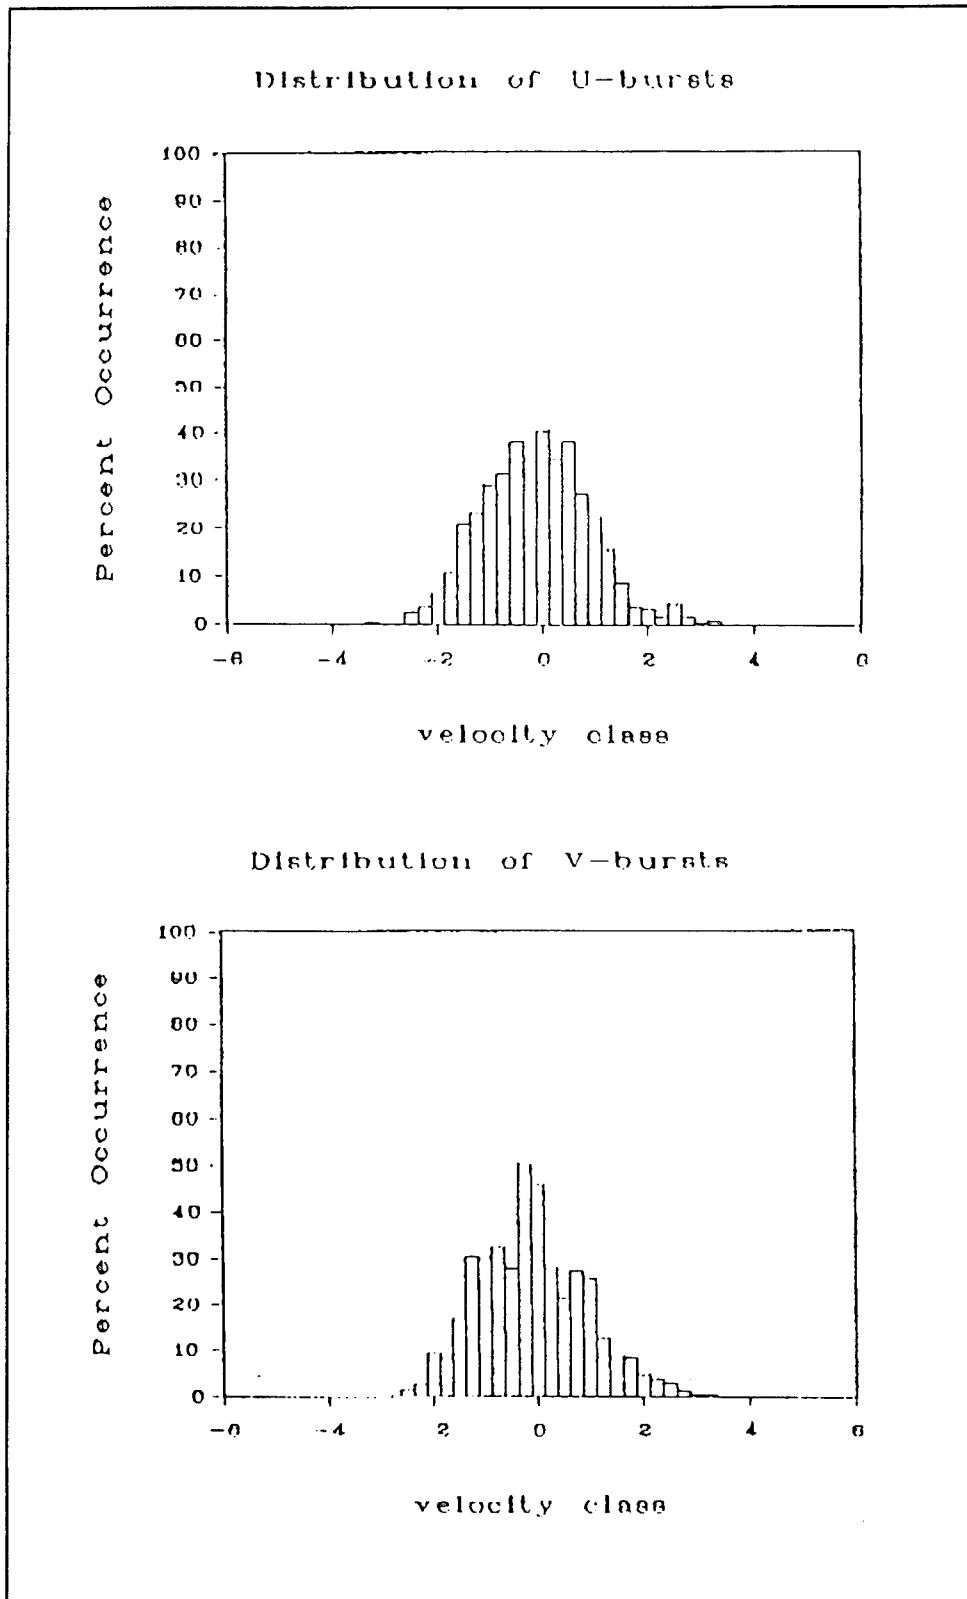 Distribution of U-bursts
100
90
80
70
60
50
40
30
20
10
0
Percent Occurrence
-6 -4 -2 0 2 4 6
velocity class
Distribution of V-bursts
100
90
80
70
60
50
40
30
20
10
0
Percent Occurrence
-6 -4 2 0 2 4 6
velocity class